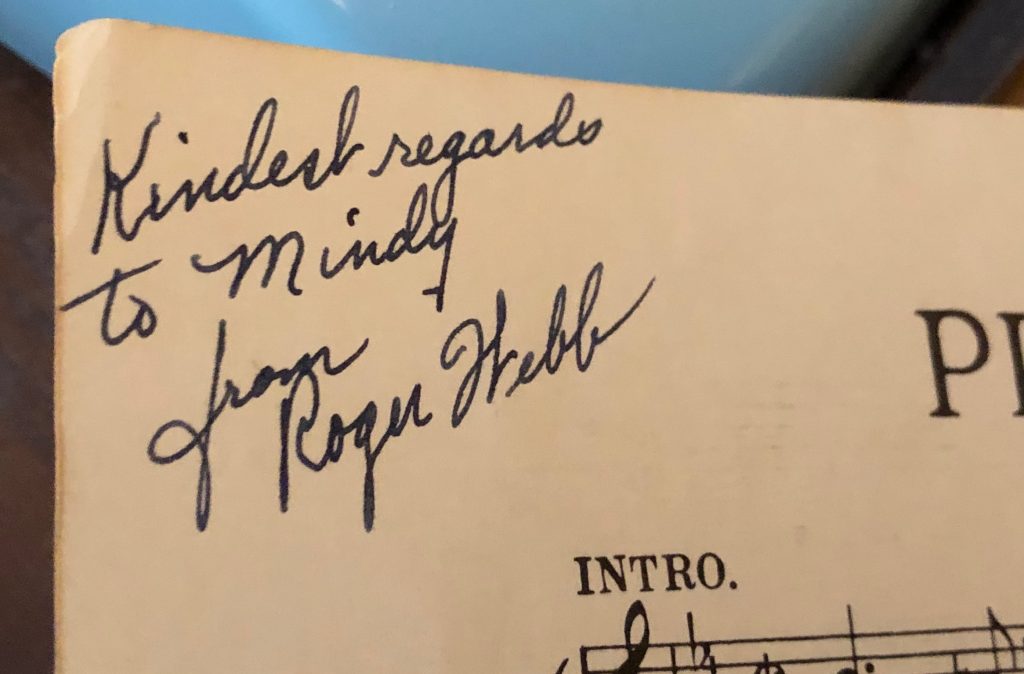 Kindest regards
to Mindy
from
Roger Webb
INTRO.